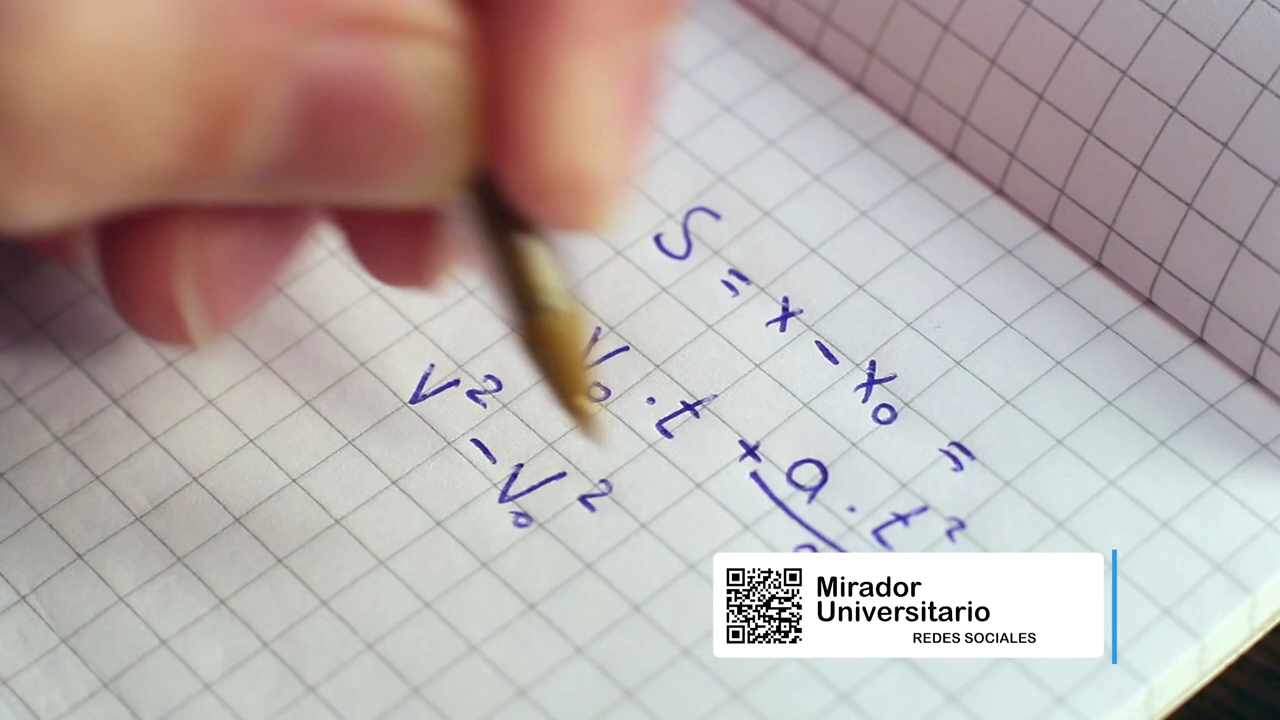 S = x - x₀ =
V₀ · t + a · t²
V² - V₀²
Mirador
Universitario
REDES SOCIALES